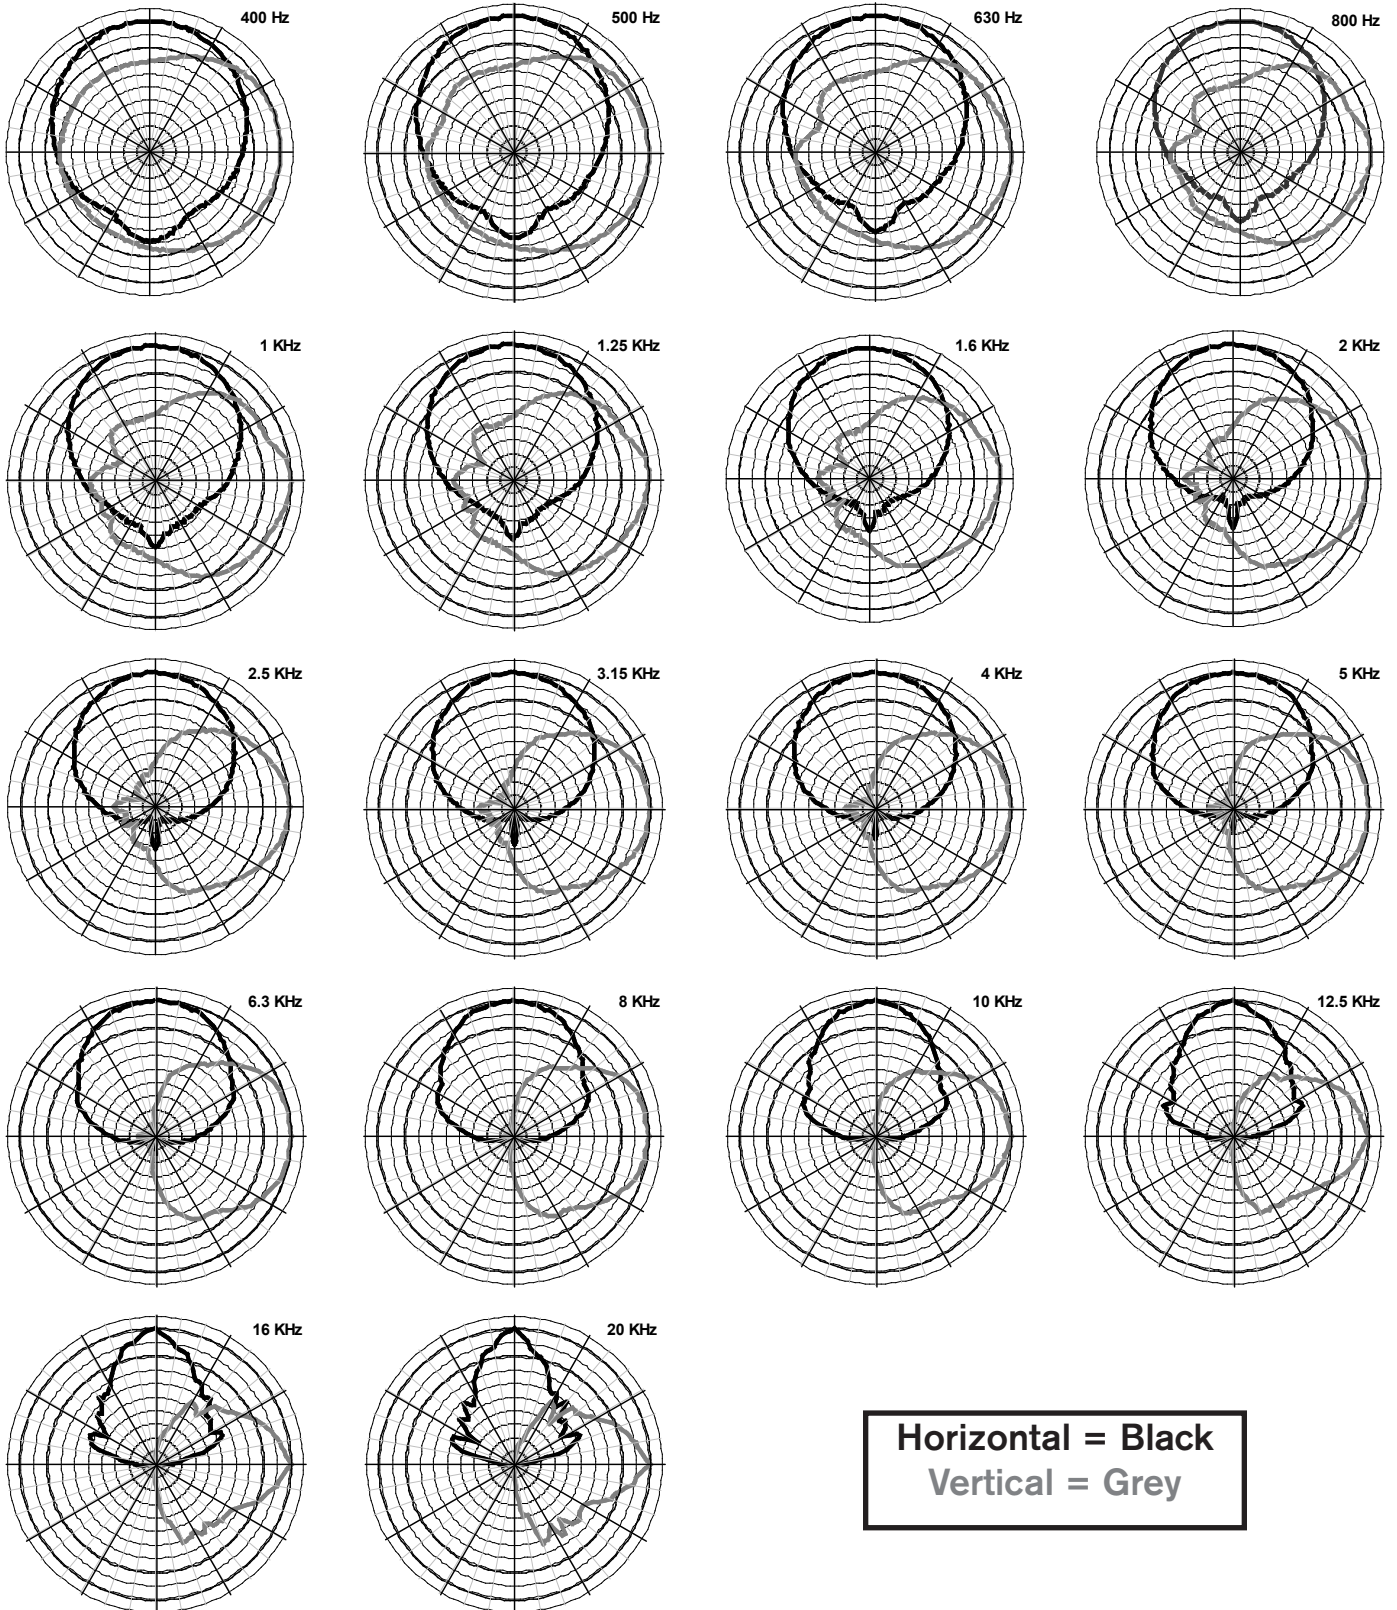 400 Hz
500 Hz
630 Hz
800 Hz
1 KHz
1.25 KHz
1.6 KHz
2 KHz
2.5 KHz
3.15 KHz
4 KHz
5 KHz
6.3 KHz
8 KHz
10 KHz
12.5 KHz
16 KHz
20 KHz
Horizontal = Black
Vertical = Grey